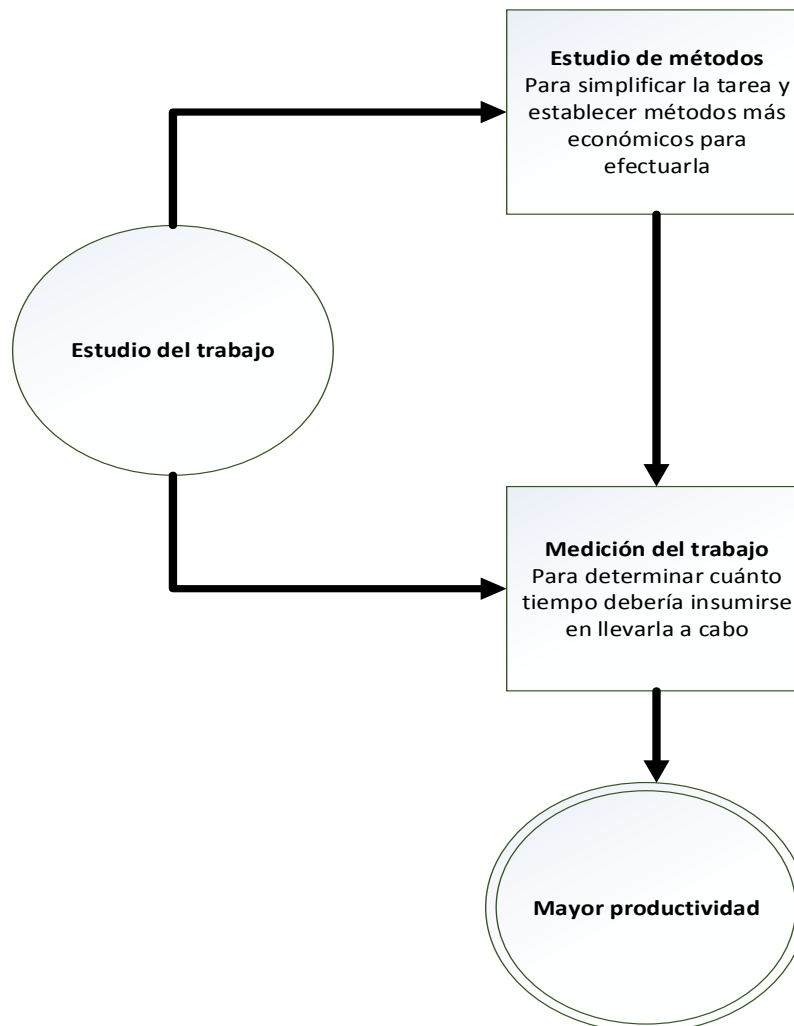 Estudio de métodos
Para simplificar la tarea y
establecer métodos más
económicos para
efectuarla
Estudio del trabajo
Medición del trabajo
Para determinar cuánto
tiempo debería insumirse
en llevarla a cabo
Mayor productividad